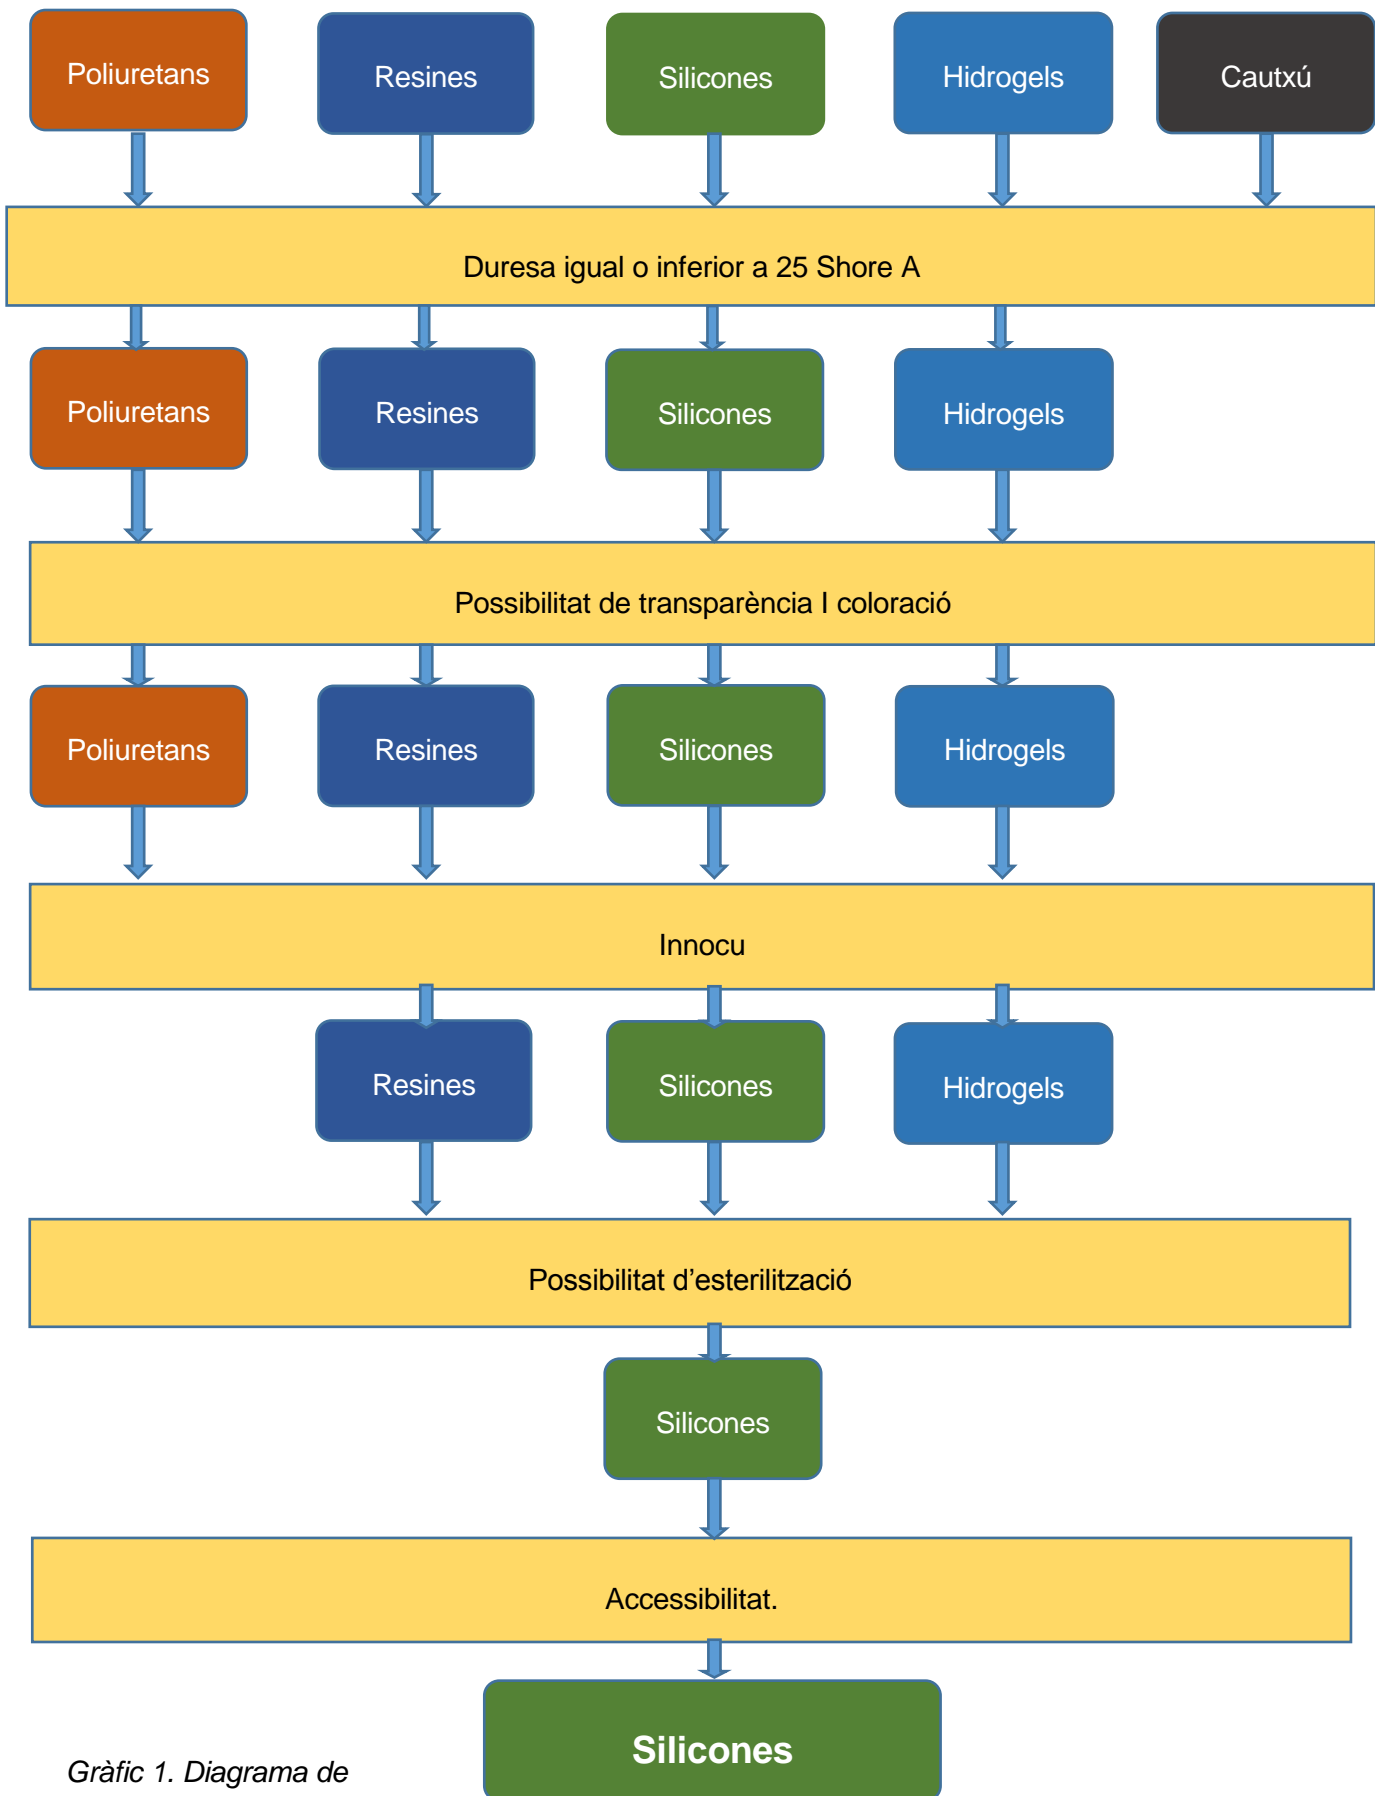 Poliuretans
Resines
Silicones
Hidrogels
Cautxú
Duresa igual o inferior a 25 Shore A
Poliuretans
Resines
Silicones
Hidrogels
Possibilitat de transparència I coloració
Poliuretans
Resines
Silicones
Hidrogels
Innocu
Resines
Silicones
Hidrogels
Possibilitat d’esterilització
Silicones
Accessibilitat.
Silicones
Gràfic 1. Diagrama de